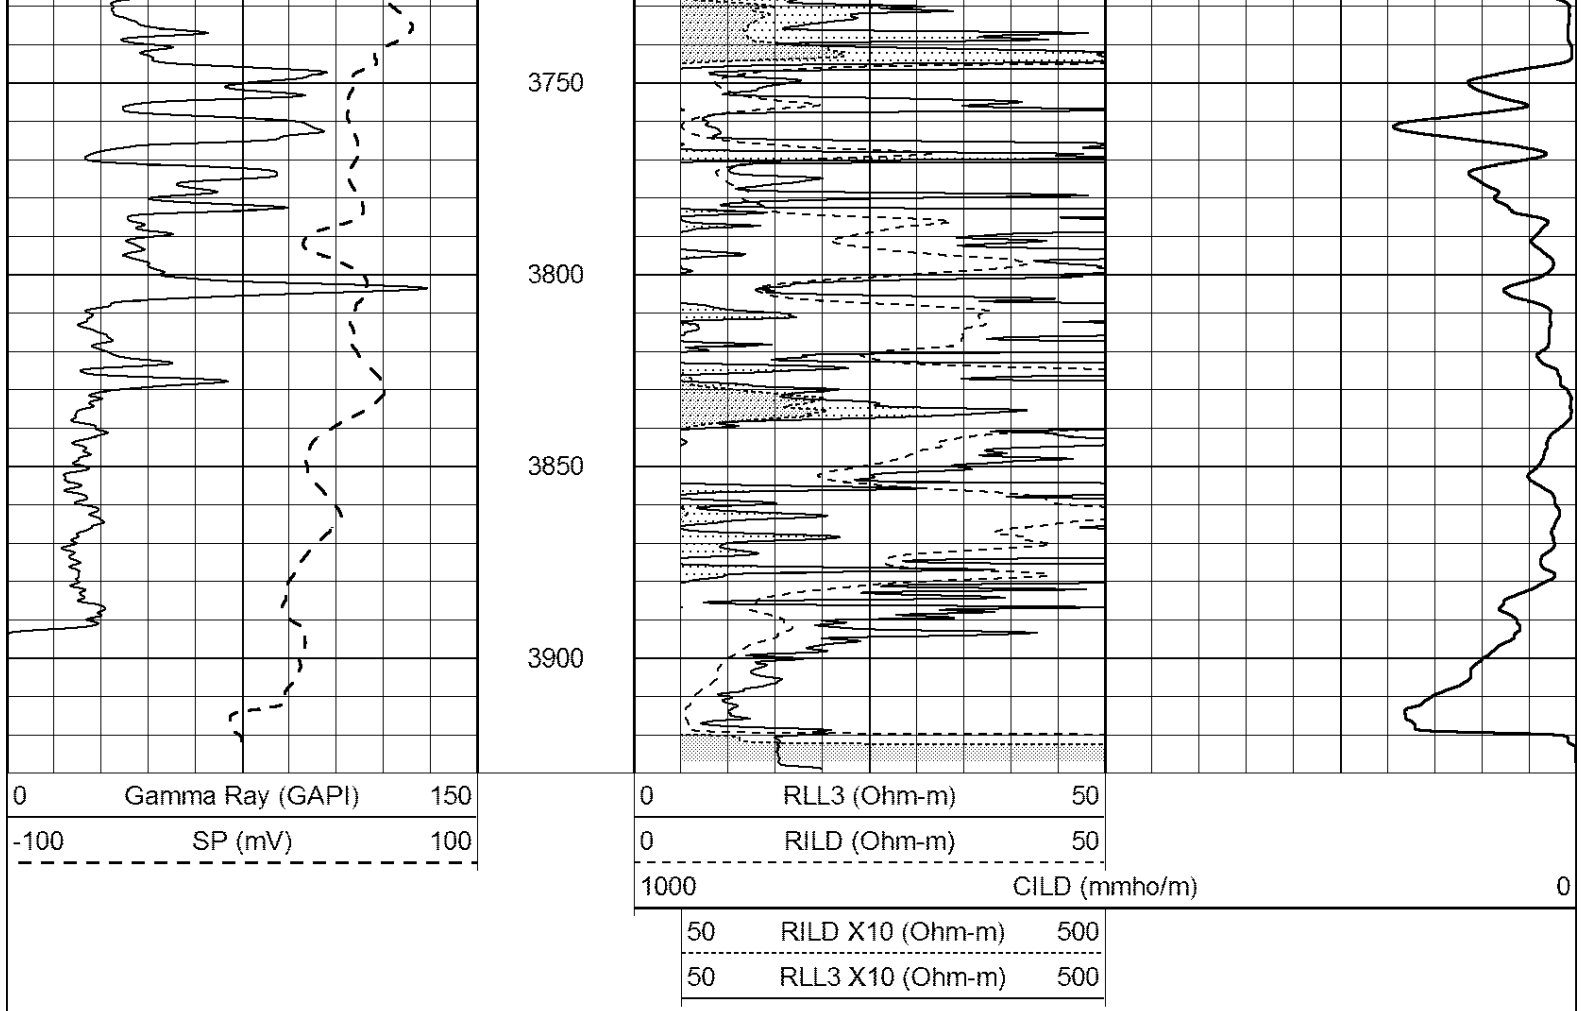 3750
3800
3850
3900
0 Gamma Ray (GAPI) 150
-100 SP (mV) 100
0 RLL3 (Ohm-m) 50
0 RILD (Ohm-m) 50
1000 CILD (mmho/m) 0
50 RILD X10 (Ohm-m) 500
50 RLL3 X10 (Ohm-m) 500